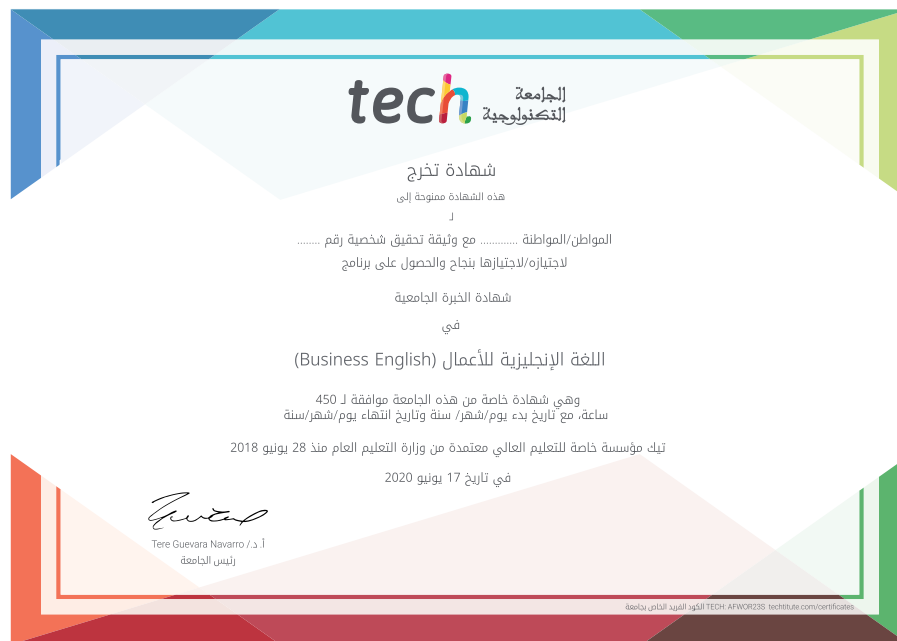 tech الجامعة
التكنولوجية
شهادة تخرج
هذه الشهادة ممنوحة إلى
لـ
المواطن/المواطنة ............. مع وثيقة تحقيق شخصية رقم ........
لاجتيازه/لاجتيازها بنجاح والحصول على برنامج
شهادة الخبرة الجامعية
في
اللغة الإنجليزية للأعمال (Business English)
وهي شهادة خاصة من هذه الجامعة موافقة لـ 450
ساعة، مع تاريخ بدء يوم/شهر/ سنة وتاريخ انتهاء يوم/شهر/سنة
تيك مؤسسة خاصة للتعليم العالي معتمدة من وزارة التعليم العام منذ 28 يونيو 2018
في تاريخ 17 يونيو 2020
أ. د./ Tere Guevara Navarro
رئيس الجامعة
الكود الفريد الخاص بجامعة TECH: AFWOR23S techtitute.com/certificates